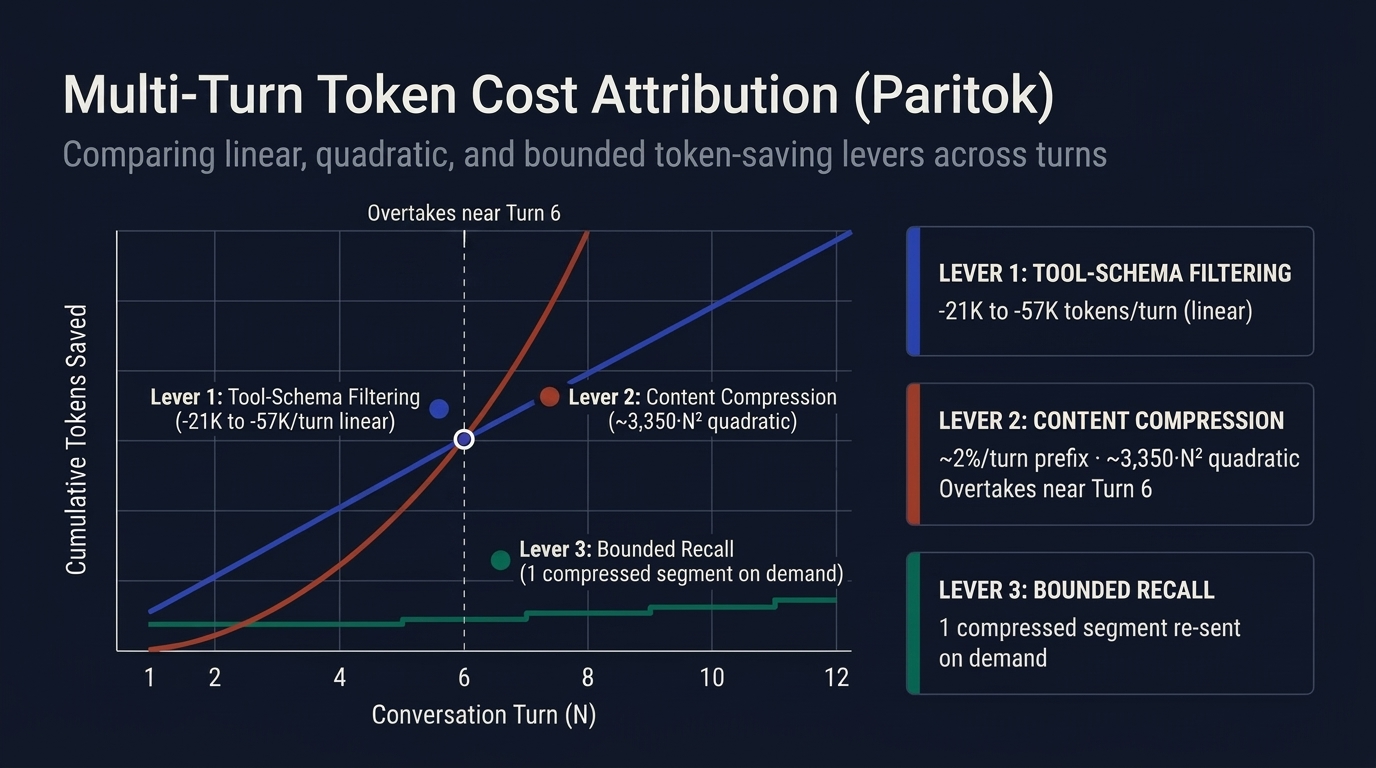 Multi-Turn Token Cost Attribution (Paritok)
Comparing linear, quadratic, and bounded token-saving levers across turns
Overtakes near Turn 6
Cumulative Tokens Saved
Lever 1: Tool-Schema Filtering
(-21K to -57K/turn linear)
Lever 2: Content Compression
(~3,350·N² quadratic)
Lever 3: Bounded Recall
(1 compressed segment on demand)
1 2 4 6 8 10 12
Conversation Turn (N)
LEVER 1: TOOL-SCHEMA FILTERING
-21K to -57K tokens/turn (linear)
LEVER 2: CONTENT COMPRESSION
~2%/turn prefix · ~3,350·N² quadratic
Overtakes near Turn 6
LEVER 3: BOUNDED RECALL
1 compressed segment re-sent
on demand